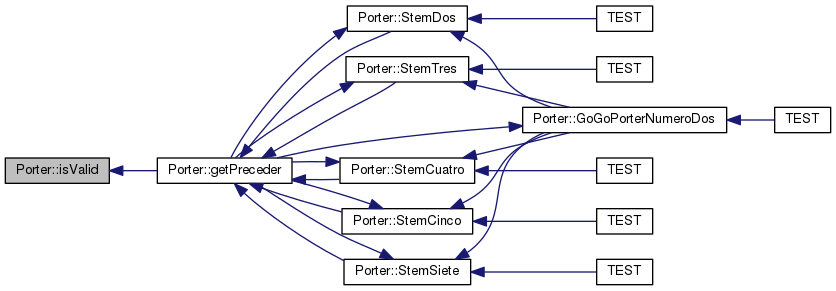 Porter::StemDos
TEST
Porter::StemTres
TEST
Porter::GoGoPorterNumeroDos
TEST
Porter::isValid
Porter::getPreceder
Porter::StemCuatro
TEST
Porter::StemCinco
TEST
Porter::StemSiete
TEST